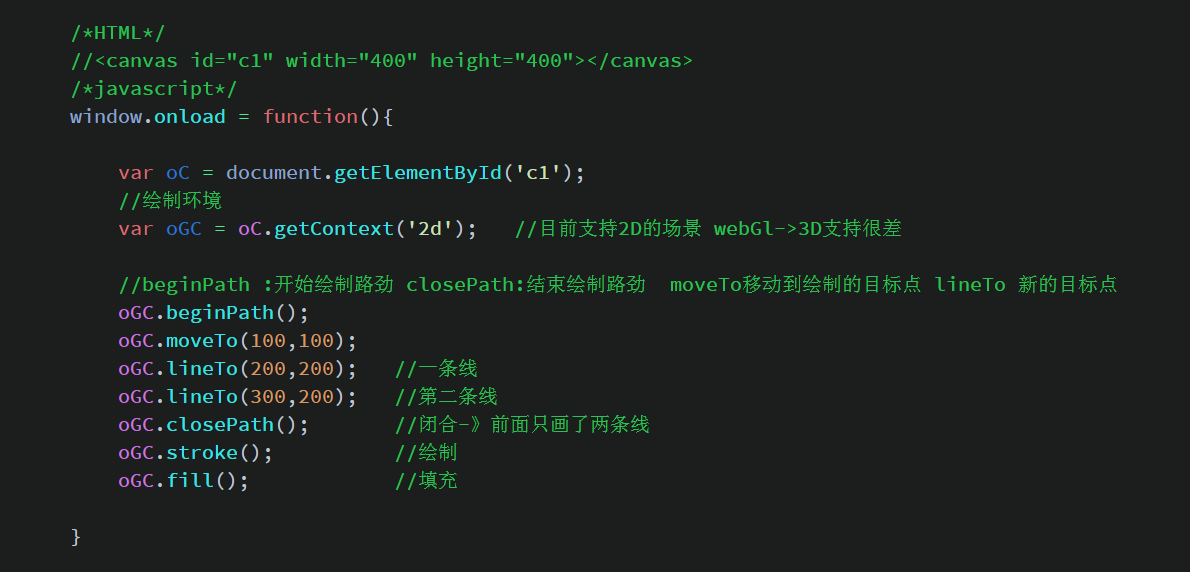 /*HTML*/
//<canvas id="c1" width="400" height="400"></canvas>
/*javascript*/
window.onload = function(){
var oC = document.getElementById('c1');
//绘制环境
var oGC = oC.getContext('2d');   //目前支持2D的场景 webGl->3D支持很差
//beginPath :开始绘制路劲 closePath:结束绘制路劲  moveTo移动到绘制的目标点 lineTo 新的目标点
oGC.beginPath();
oGC.moveTo(100,100);
oGC.lineTo(200,200);   //一条线
oGC.lineTo(300,200);   //第二条线
oGC.closePath();       //闭合-》前面只画了两条线
oGC.stroke();          //绘制
oGC.fill();            //填充
}